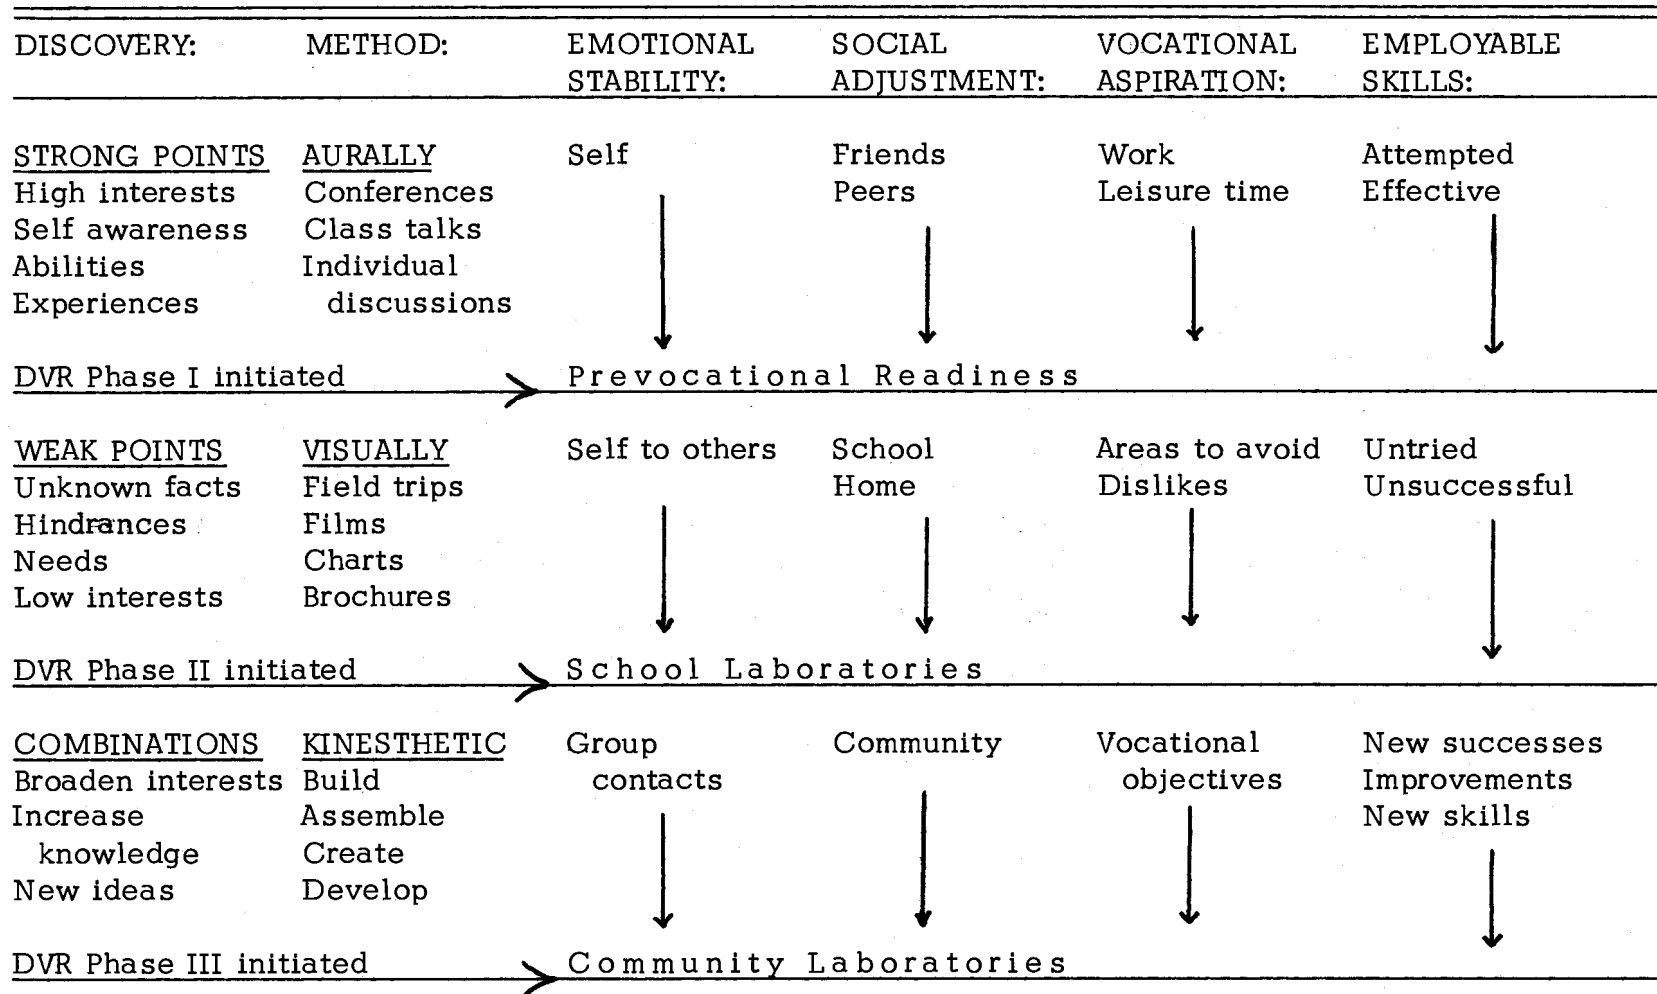 DISCOVERY: METHOD: EMOTIONAL SOCIAL VOCATIONAL EMPLOYABLE
STABILITY: ADJUSTMENT: ASPIRATION: SKILLS:
STRONG POINTS AURALLY Self Friends Work Attempted
High interests Conferences Peers Leisure time Effective
Self awareness Class talks
Abilities Individual
Experiences discussions
DVR Phase I initiated Prevocational Readiness
WEAK POINTS VISUALLY Self to others School Areas to avoid Untried
Unknown facts Field trips Home Dislikes Unsuccessful
Hindrances Films
Needs Charts
Low interests Brochures
DVR Phase II initiated School Laboratories
COMBINATIONS KINESTHETIC Group Community Vocational New successes
Broaden interests Build contacts objectives Improvements
Increase Assemble New skills
knowledge Create
New ideas Develop
DVR Phase III initiated Community Laboratories